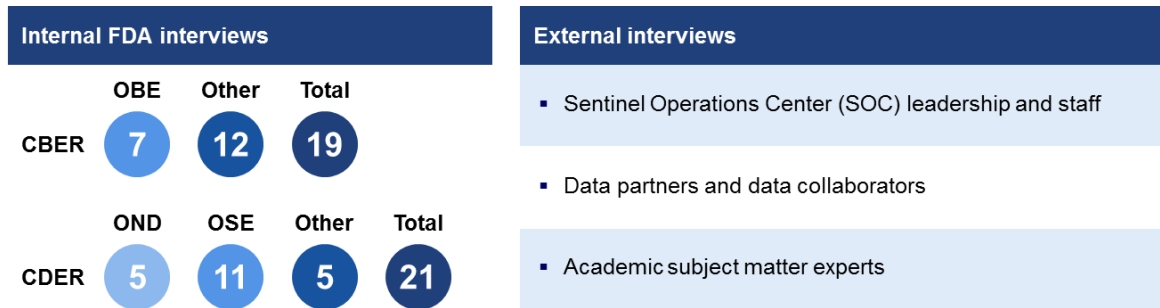 Internal FDA interviews
OBE Other Total
CBER 7 12 19
OND OSE Other Total
CDER 5 11 5 21
External interviews
▪ Sentinel Operations Center (SOC) leadership and staff
▪ Data partners and data collaborators
▪ Academic subject matter experts